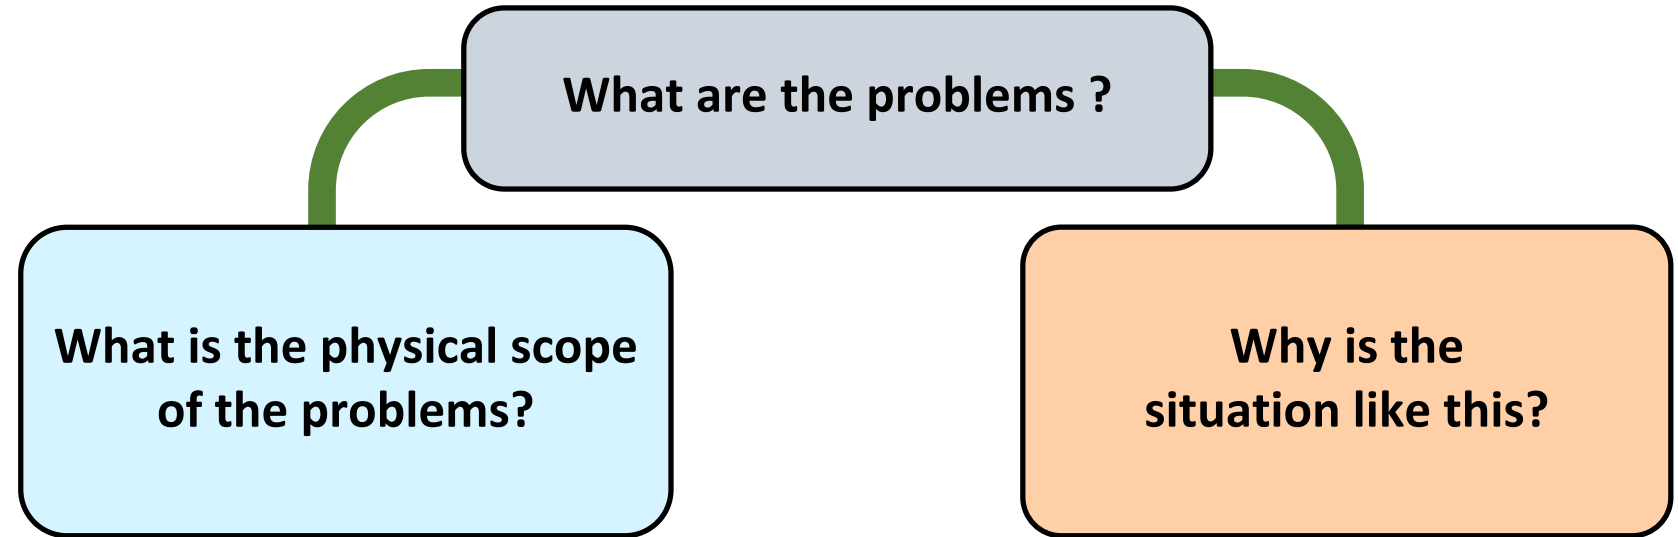 What are the problems ?
What is the physical scope
of the problems?
Why is the
situation like this?